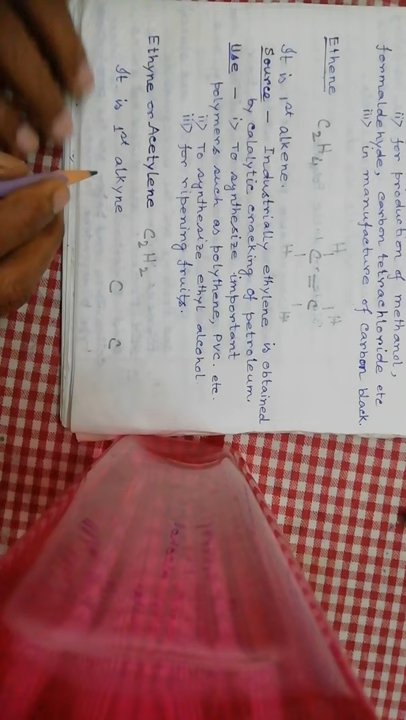 ii) for production of methanol,
formaldehyde, carbon tetrachloride etc
iii) in manufacture of carbon black.
Ethene C2H4
H H
C = C
H H
It is 1st alkene.
Source - Industrially ethylene is obtained
by catalytic cracking of petroleum.
Use - i) To synthesize important
polymers such as polythene, PVC. etc.
ii) To synthesize ethyl alcohol
iii) for ripening fruits.
Ethyne or Acetylene C2H2
It is 1st alkyne C C